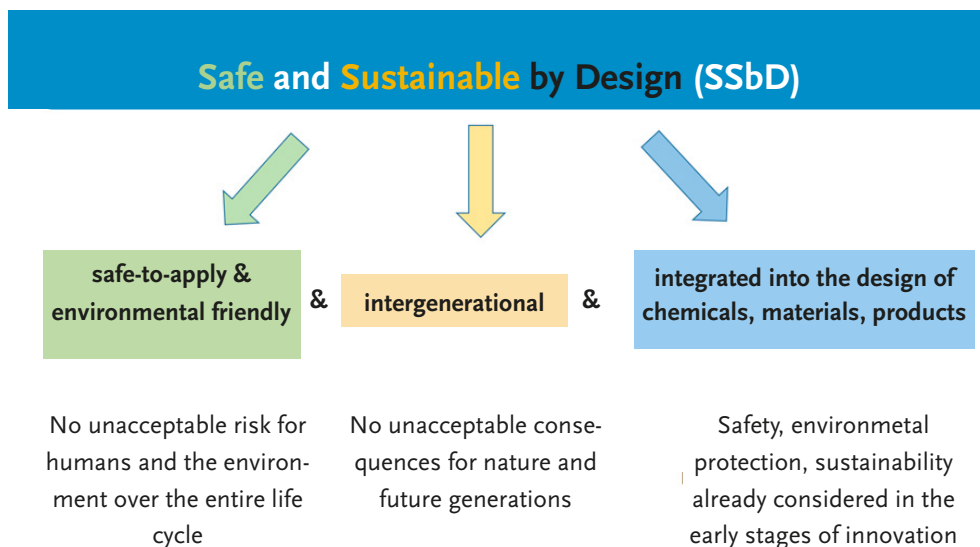 Safe and Sustainable by Design (SSbD)
safe-to-apply &
environmental friendly
&
intergenerational
&
integrated into the design of
chemicals, materials, products
No unacceptable risk for
humans and the environ-
ment over the entire life
cycle
No unacceptable conse-
quences for nature and
future generations
Safety, environmetal
protection, sustainability
already considered in the
early stages of innovation